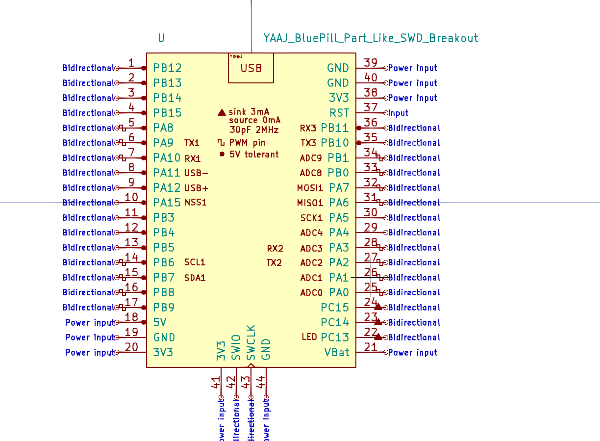 U YAAJ_BluePill_Part_Like_SWD_Breakout
USB
Bidirectional 1 PB12
Bidirectional 2 PB13
Bidirectional 3 PB14
Bidirectional 4 PB15
Bidirectional 5 PA8
Bidirectional 6 PA9 TX1
Bidirectional 7 PA10 RX1
Bidirectional 8 PA11 USB-
Bidirectional 9 PA12 USB+
Bidirectional 10 PA15 NSS1
Bidirectional 11 PB3
Bidirectional 12 PB4
Bidirectional 13 PB5
Bidirectional 14 PB6 SCL1
Bidirectional 15 PB7 SDA1
Bidirectional 16 PB8
Bidirectional 17 PB9
Power input 18 5V
Power input 19 GND
Power input 20 3V3
sink 3mA
source 0mA
30pF 2MHz
PWM pin
5V tolerant
GND 39 Power input
GND 40 Power input
3V3 38 Power input
RST 37 Input
RX3 PB11 36 Bidirectional
TX3 PB10 35 Bidirectional
ADC9 PB1 34 Bidirectional
ADC8 PB0 33 Bidirectional
MOSI1 PA7 32 Bidirectional
MISO1 PA6 31 Bidirectional
SCK1 PA5 30 Bidirectional
ADC4 PA4 29 Bidirectional
RX2 ADC3 PA3 28 Bidirectional
TX2 ADC2 PA2 27 Bidirectional
ADC1 PA1 26 Bidirectional
ADC0 PA0 25 Bidirectional
PC15 24 Bidirectional
PC14 23 Bidirectional
LED PC13 22 Bidirectional
VBat 21 Power input
3V3 41 ower input
SWIO 42 directional
SWCLK 43 directional
GND 44 ower input